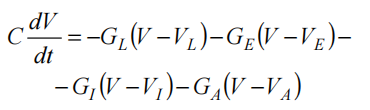 C dV/dt = −G_L(V−V_L)−G_E(V−V_E)−
−G_I(V−V_I)−G_A(V−V_A)